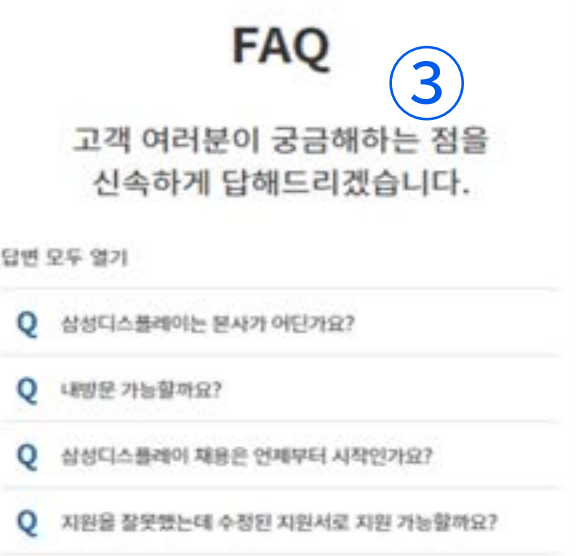 FAQ
③
고객 여러분이 궁금해하는 점을
신속하게 답해드리겠습니다.
답변 모두 열기
Q 삼성디스플레이는 본사가 어딘가요?
Q 내방문 가능할까요?
Q 삼성디스플레이 채용은 언제부터 시작인가요?
Q 지원을 잘못했는데 수정된 지원서로 지원 가능할까요?